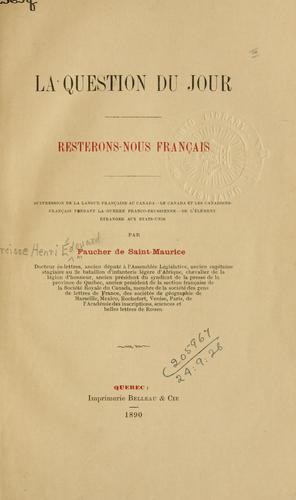 LA QUESTION DU JOUR
RESTERONS-NOUS FRANÇAIS
SUPPRESSION DE LA LANGUE FRANÇAISE AU CANADA—LE CANADA ET LES CANADIENS-
FRANÇAIS PENDANT LA GUERRE FRANCO-PRUSSIENNE—DE L'ÉLÉMENT
ÉTRANGER AUX ETATS-UNIS
PAR
Henri Édouard
Faucher de Saint-Maurice
Docteur ès-lettres, ancien député à l'Assemblée Législative, ancien capitaine
stagiaire au 2e bataillon d'infanterie légère d'Afrique, chevalier de la
légion d'honneur, ancien président du syndicat de la presse de la
province de Québec, ancien président de la section française de
la Société Royale du Canada, membre de la société des gens
de lettres de France, des sociétés de géographie de
Marseille, Mexico, Rochefort, Venise, Paris, de
l'Académie des inscriptions, sciences et
belles lettres de Rouen.
205967
24.9.26
QUEBEC:
Imprimerie BELLEAU & CIE
1890